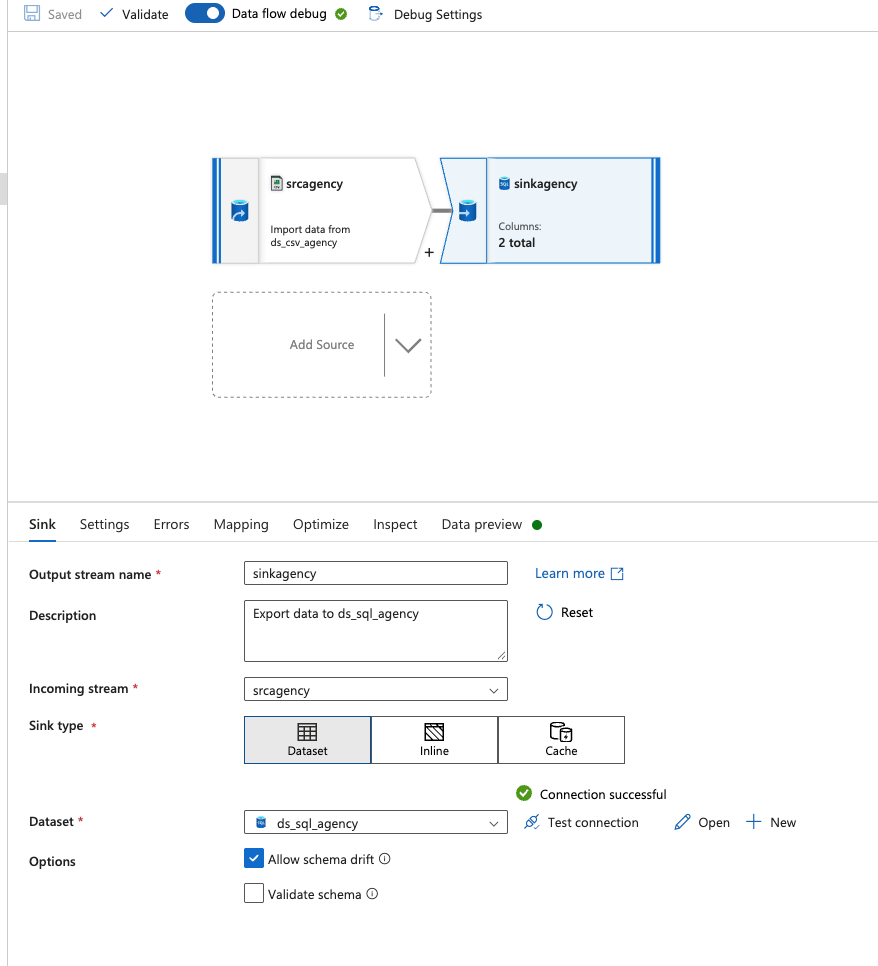 Saved Validate Data flow debug Debug Settings
srcagency
Import data from
ds_csv_agency
+
sinkagency
Columns:
2 total
Add Source
Sink Settings Errors Mapping Optimize Inspect Data preview
Output stream name * sinkagency Learn more
Description Export data to ds_sql_agency Reset
Incoming stream * srcagency
Sink type *
Dataset Inline Cache
Connection successful
Dataset * ds_sql_agency Test connection Open New
Options Allow schema drift
Validate schema